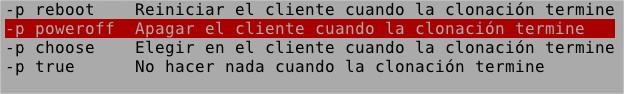 -p reboot Reiniciar el cliente cuando la clonación termine
-p poweroff Apagar el cliente cuando la clonación termine
-p choose Elegir en el cliente cuando la clonación termine
-p true No hacer nada cuando la clonación termine